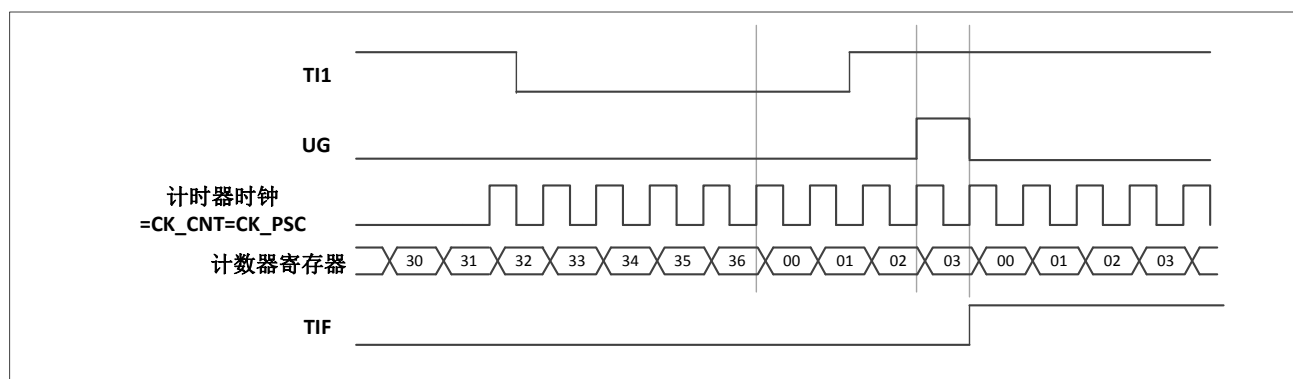 TI1
UG
计时器时钟
=CK_CNT=CK_PSC
计数器寄存器 30 31 32 33 34 35 36 00 01 02 03 00 01 02 03
TIF